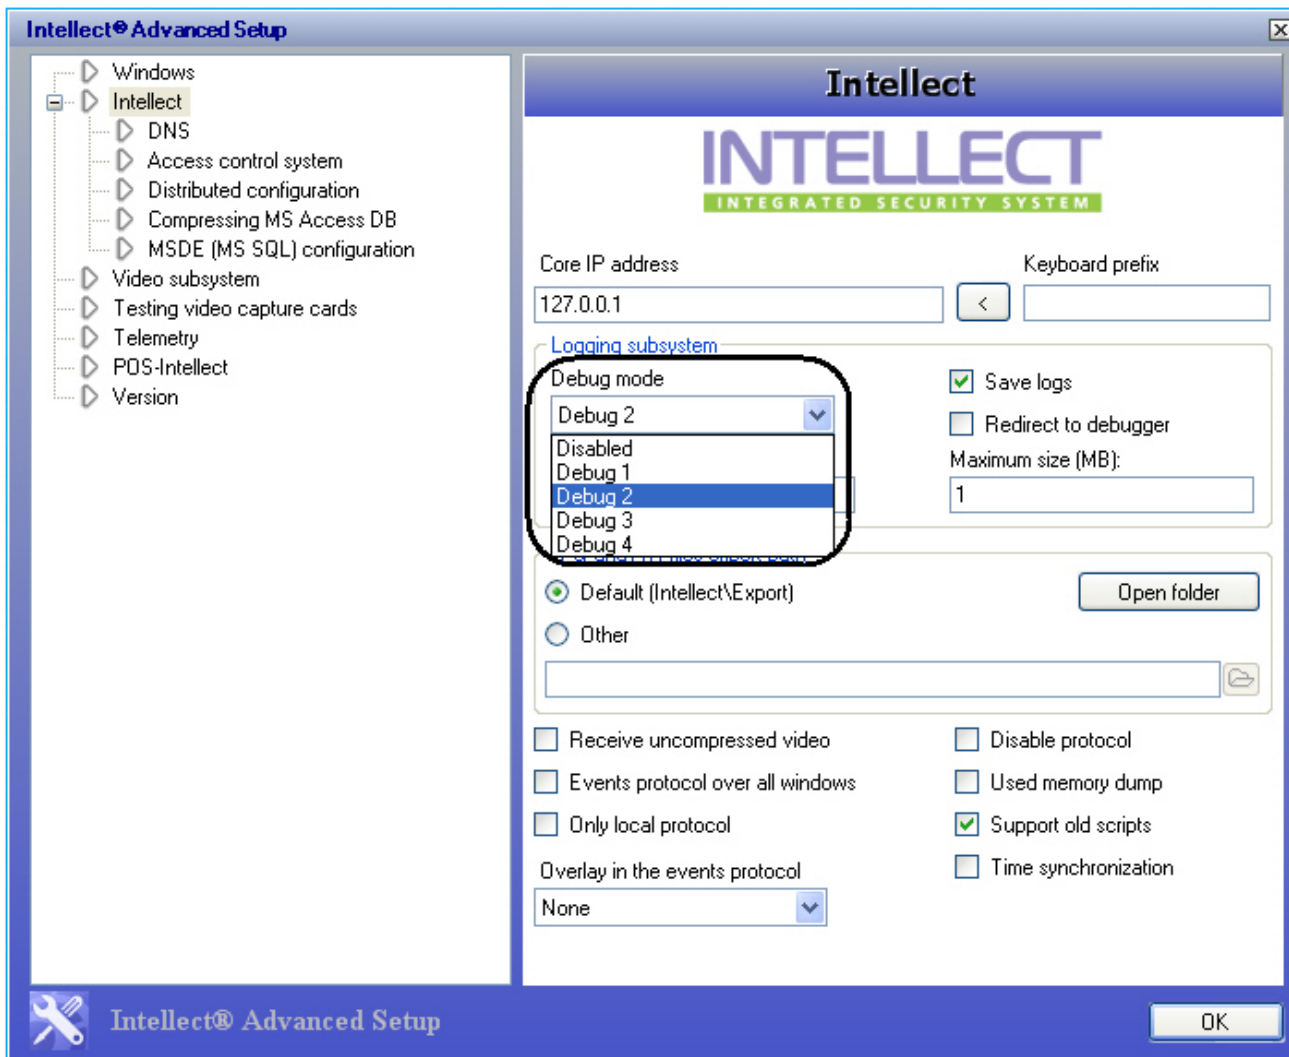 Intellect® Advanced Setup
Windows
Intellect
DNS
Access control system
Distributed configuration
Compressing MS Access DB
MSDE (MS SQL) configuration
Video subsystem
Testing video capture cards
Telemetry
POS-Intellect
Version
Intellect
INTELLECT
INTEGRATED SECURITY SYSTEM
Core IP address
Keyboard prefix
127.0.0.1
<
Logging subsystem
Debug mode
Save logs
Debug 2
Redirect to debugger
Disabled
Maximum size (MB):
Debug 1
Debug 2
1
Debug 3
Debug 4
Default (Intellect\Export)
Open folder
Other
Receive uncompressed video
Disable protocol
Events protocol over all windows
Used memory dump
Only local protocol
Support old scripts
Overlay in the events protocol
Time synchronization
None
Intellect® Advanced Setup
OK